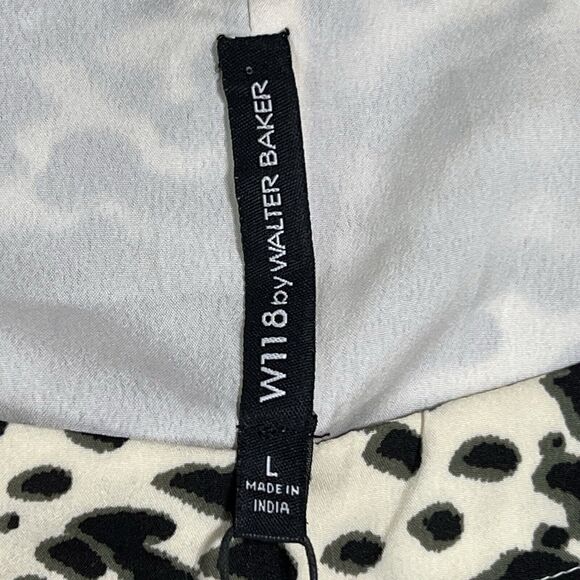 W118 by WALTER BAKER
L
MADE IN
INDIA